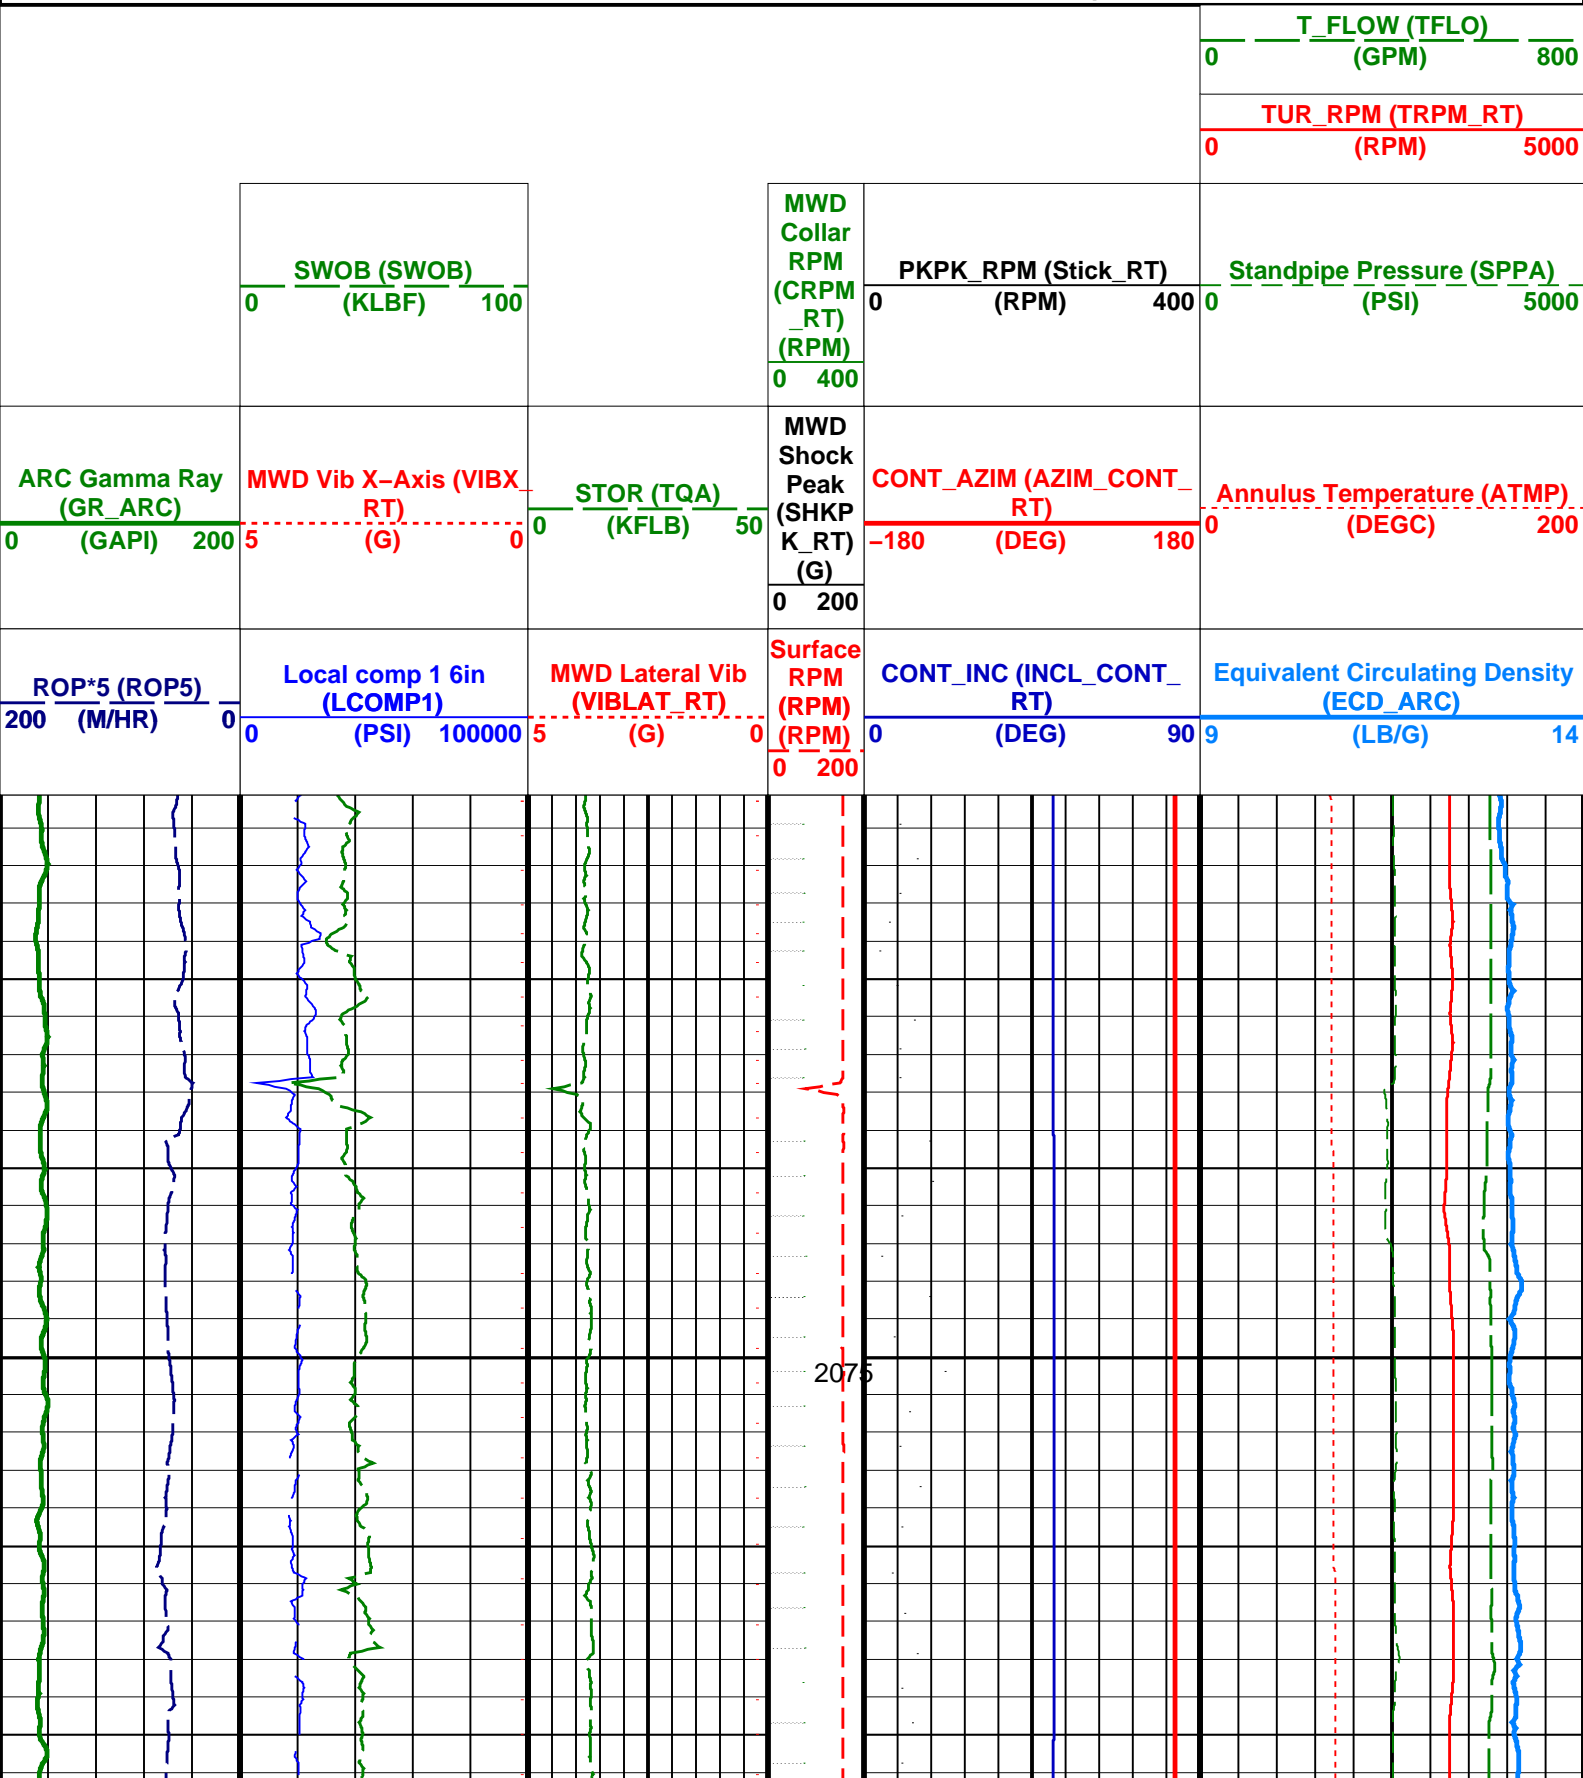 T_FLOW (TFLO)
0 (GPM) 800
TUR_RPM (TRPM_RT)
0 (RPM) 5000
SWOB (SWOB)
0 (KLBF) 100
MWD
Collar
RPM
(CRPM
_RT)
(RPM)
0 400
PKPK_RPM (Stick_RT)
0 (RPM) 400
Standpipe Pressure (SPPA)
0 (PSI) 5000
ARC Gamma Ray
(GR_ARC)
0 (GAPI) 200
MWD Vib X−Axis (VIBX_
RT)
5 (G) 0
STOR (TQA)
0 (KFLB) 50
MWD
Shock
Peak
(SHKP
K_RT)
(G)
0 200
CONT_AZIM (AZIM_CONT_
RT)
−180 (DEG) 180
Annulus Temperature (ATMP)
0 (DEGC) 200
ROP*5 (ROP5)
200 (M/HR) 0
Local comp 1 6in
(LCOMP1)
0 (PSI) 100000
MWD Lateral Vib
(VIBLAT_RT)
5 (G) 0
Surface
RPM
(RPM)
(RPM)
0 200
CONT_INC (INCL_CONT_
RT)
0 (DEG) 90
Equivalent Circulating Density
(ECD_ARC)
9 (LB/G) 14
2075